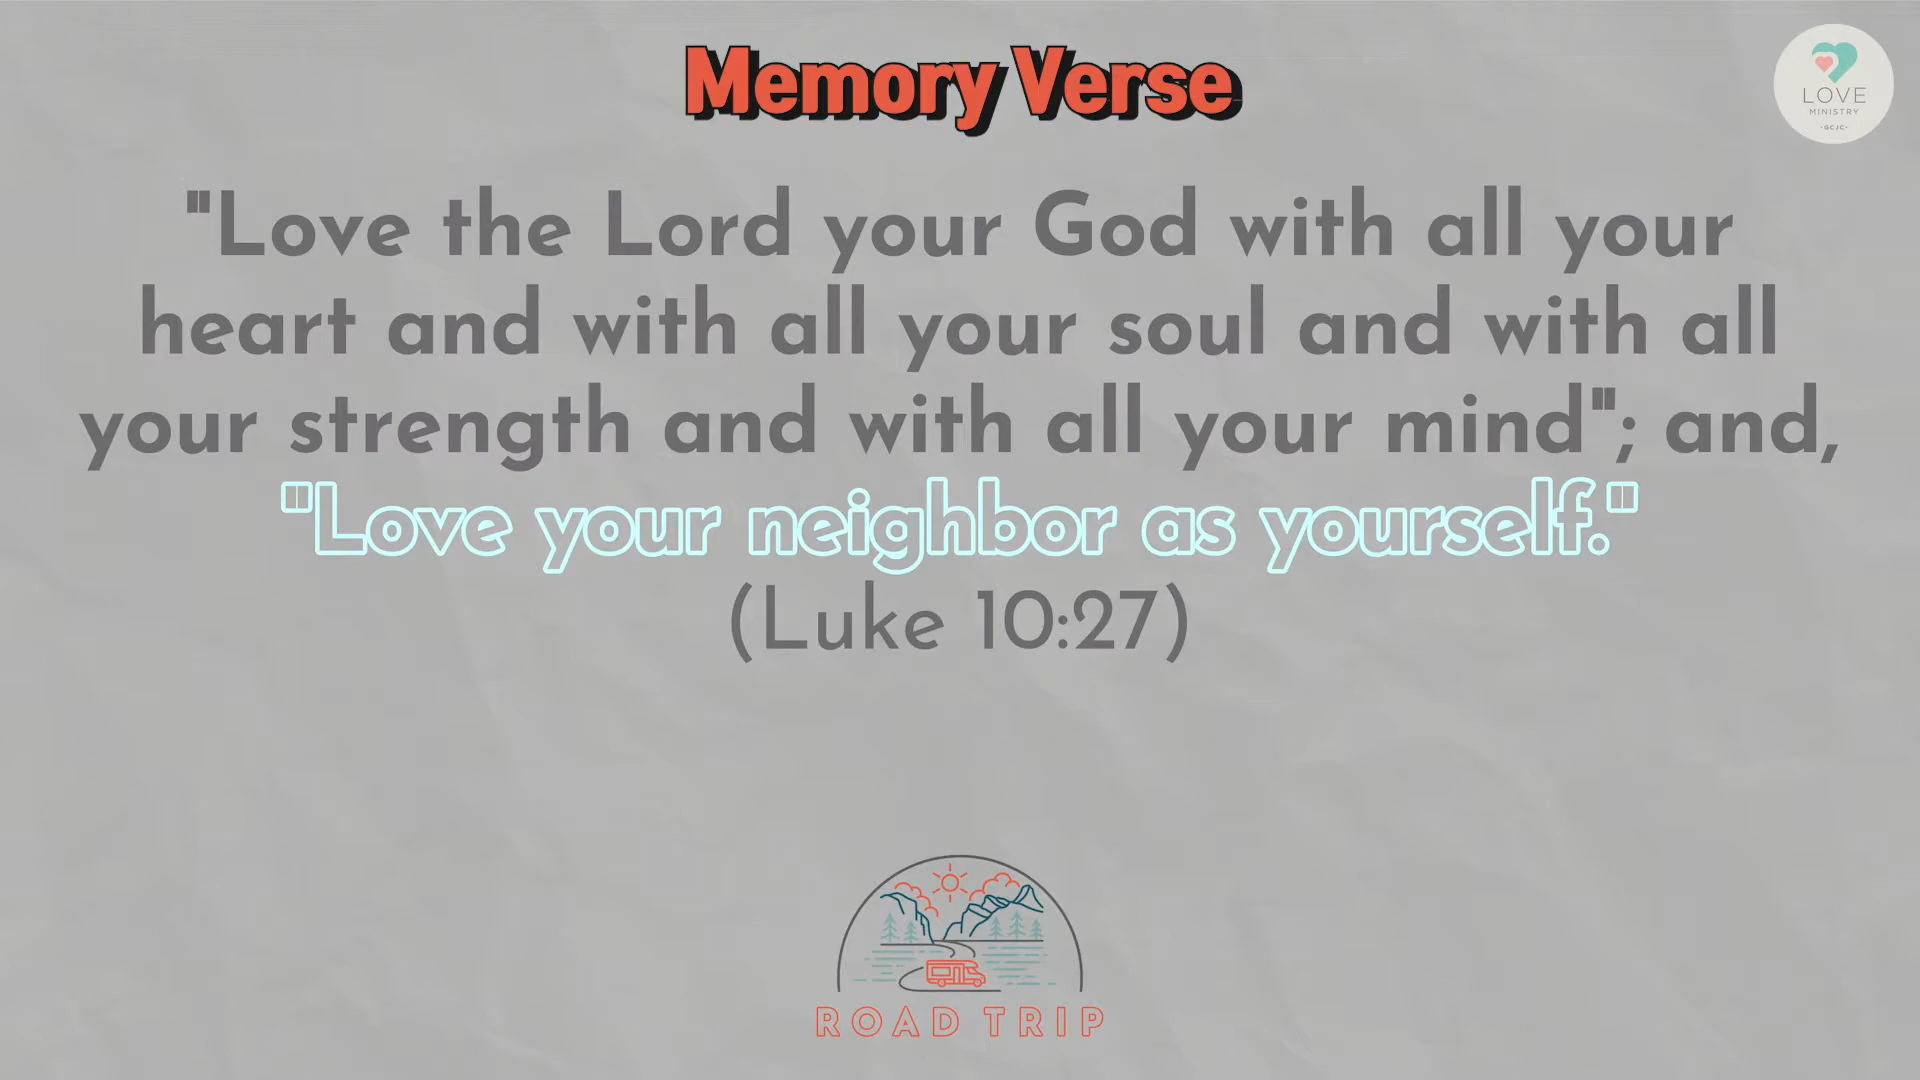 Memory Verse
LOVE
MINISTRY
-GCJC-
"Love the Lord your God with all your
heart and with all your soul and with all
your strength and with all your mind"; and,
"Love your neighbor as yourself."
(Luke 10:27)
ROAD TRIP